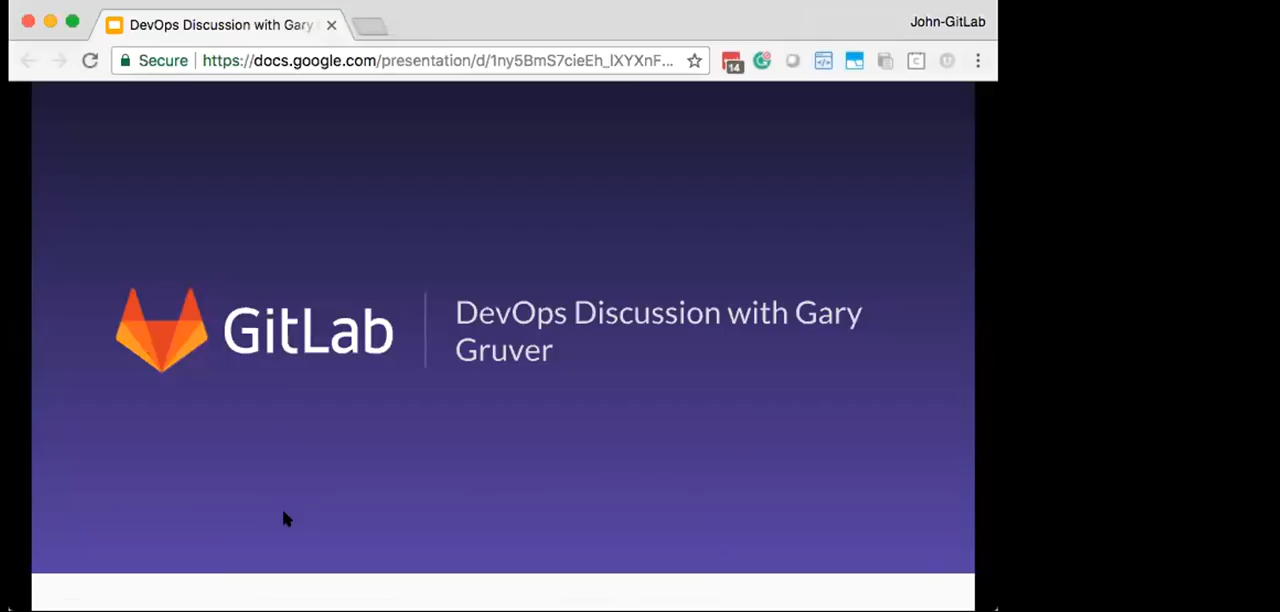 DevOps Discussion with Gary
John-GitLab
Secure https://docs.google.com/presentation/d/1ny5BmS7cieEh_lXYXnF...
14
</>
C
GitLab
DevOps Discussion with Gary
Gruver